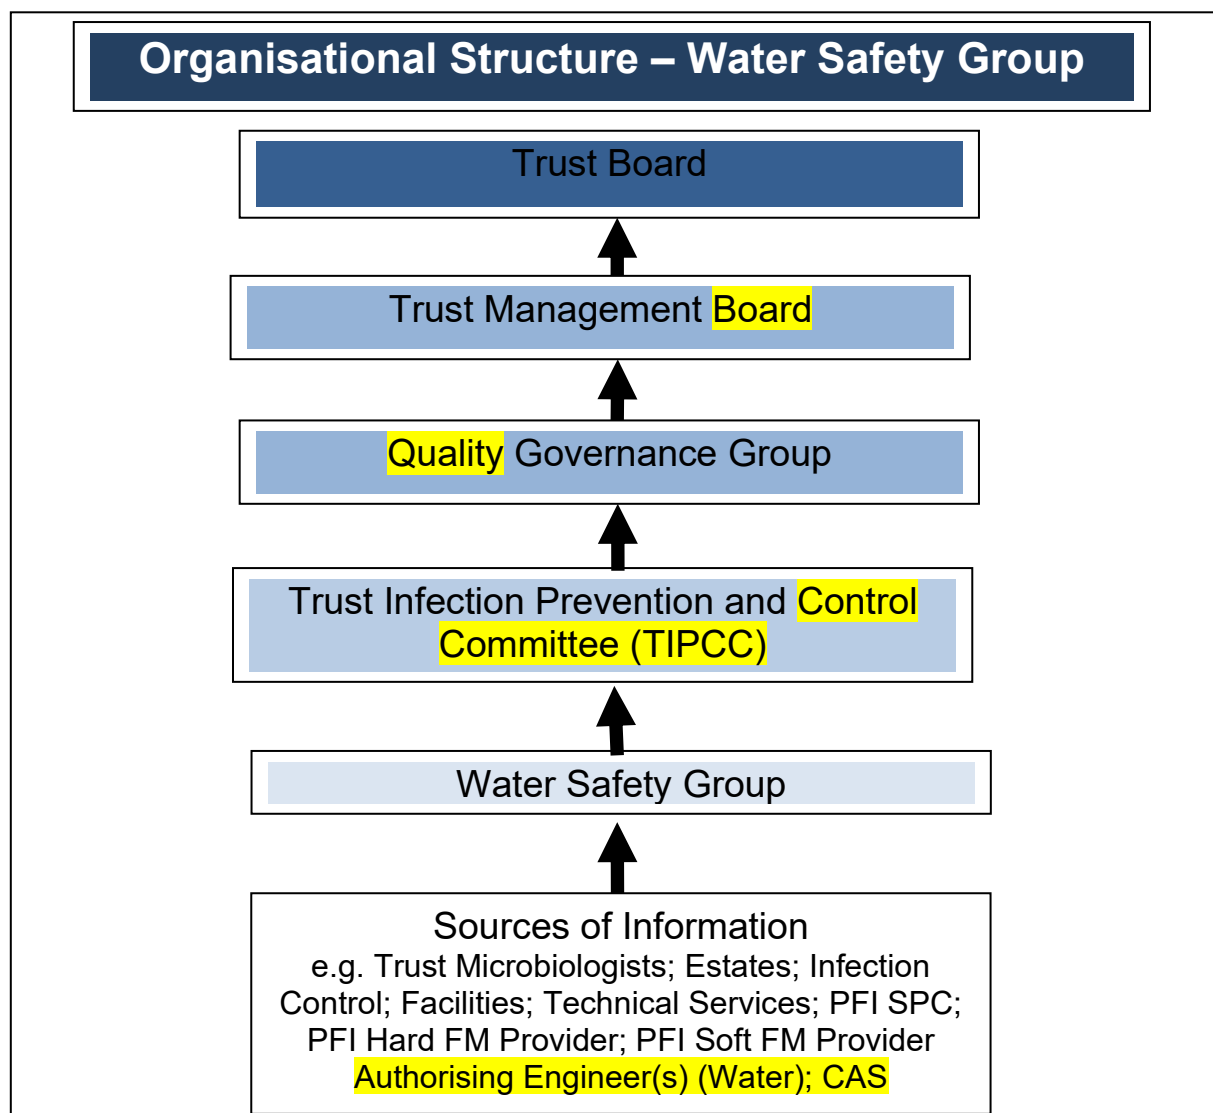 Organisational Structure – Water Safety Group
Trust Board
Trust Management Board
Quality Governance Group
Trust Infection Prevention and Control
Committee (TIPCC)
Water Safety Group
Sources of Information
e.g. Trust Microbiologists; Estates; Infection
Control; Facilities; Technical Services; PFI SPC;
PFI Hard FM Provider; PFI Soft FM Provider
Authorising Engineer(s) (Water); CAS